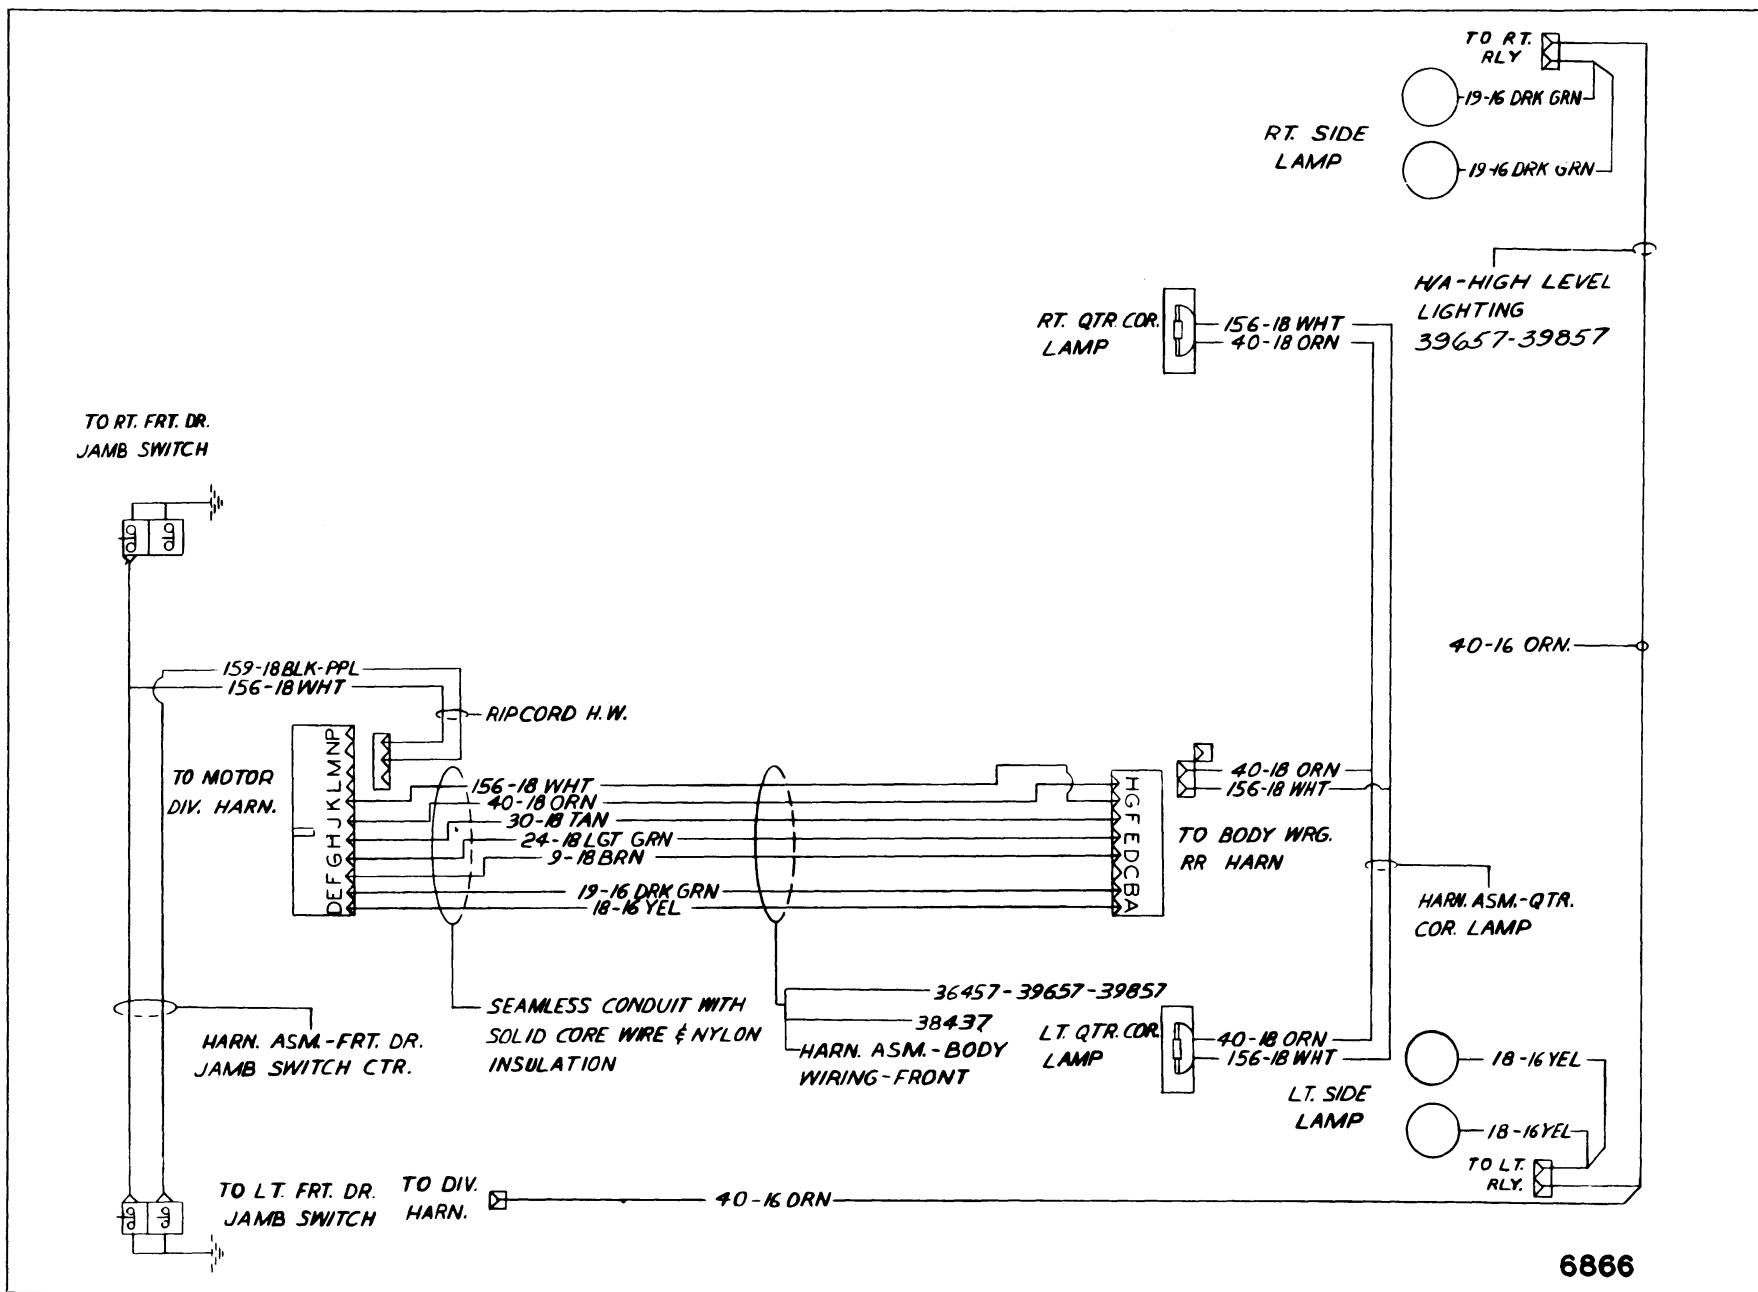 TO RT.
RLY
19-16 DRK GRN
RT. SIDE
LAMP
19-16 DRK GRN
H/A-HIGH LEVEL
LIGHTING
39657-39857
RT. QTR. COR.
LAMP
156-18 WHT
40-18 ORN
TO RT. FRT. DR.
JAMB SWITCH
40-16 ORN.
159-18 BLK-PPL
156-18 WHT
RIPCORD H.W.
TO MOTOR
DIV. HARN.
DEFGHJKLMNP
156-18 WHT
40-18 ORN
30-18 TAN
24-18 LGT GRN
9-18 BRN
19-16 DRK GRN
18-16 YEL
HGFEDCBA
40-18 ORN
156-18 WHT
TO BODY WRG.
RR HARN
HARN. ASM.-QTR.
COR. LAMP
SEAMLESS CONDUIT WITH
SOLID CORE WIRE & NYLON
INSULATION
36457-39657-39857
38437
HARN. ASM.-BODY
WIRING-FRONT
HARN. ASM.-FRT. DR.
JAMB SWITCH CTR.
LT. QTR. COR.
LAMP
40-18 ORN
156-18 WHT
LT. SIDE
LAMP
18-16 YEL
18-16 YEL
TO LT.
RLY.
TO LT. FRT. DR.
JAMB SWITCH
TO DIV.
HARN.
40-16 ORN
6866